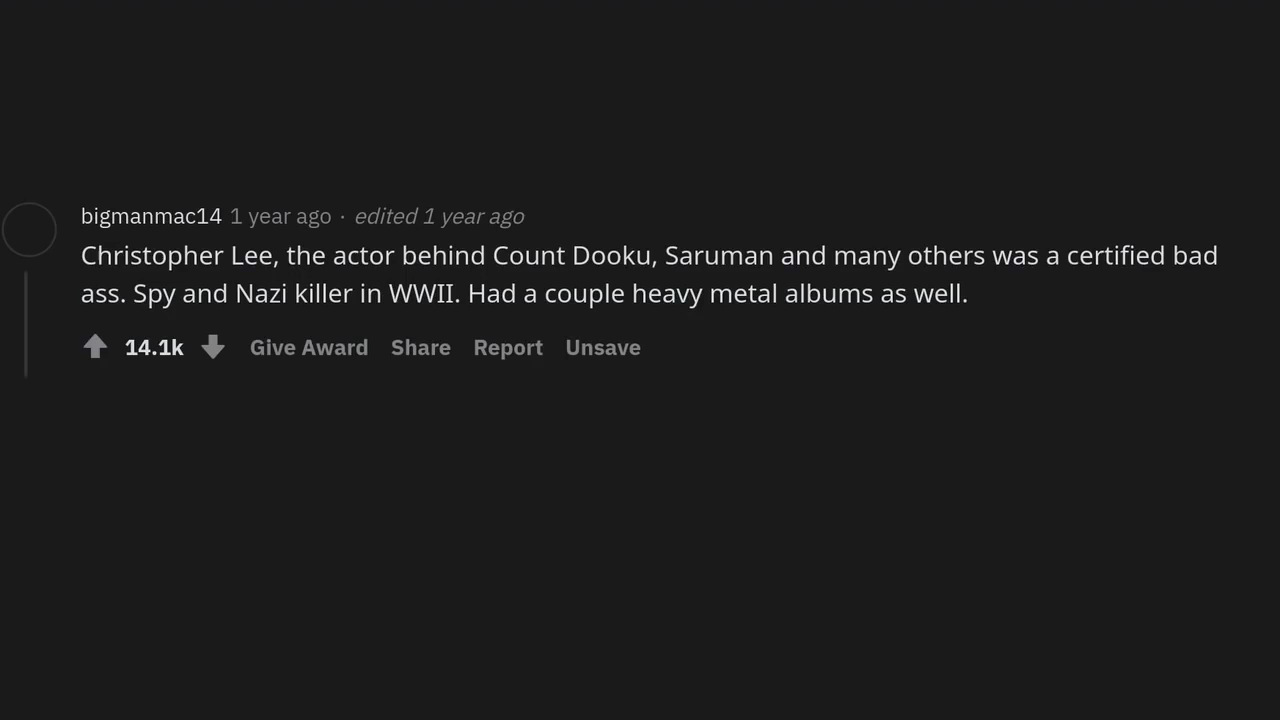 bigmanmac14 1 year ago · edited 1 year ago
Christopher Lee, the actor behind Count Dooku, Saruman and many others was a certified bad
ass. Spy and Nazi killer in WWII. Had a couple heavy metal albums as well.
14.1k Give Award Share Report Unsave